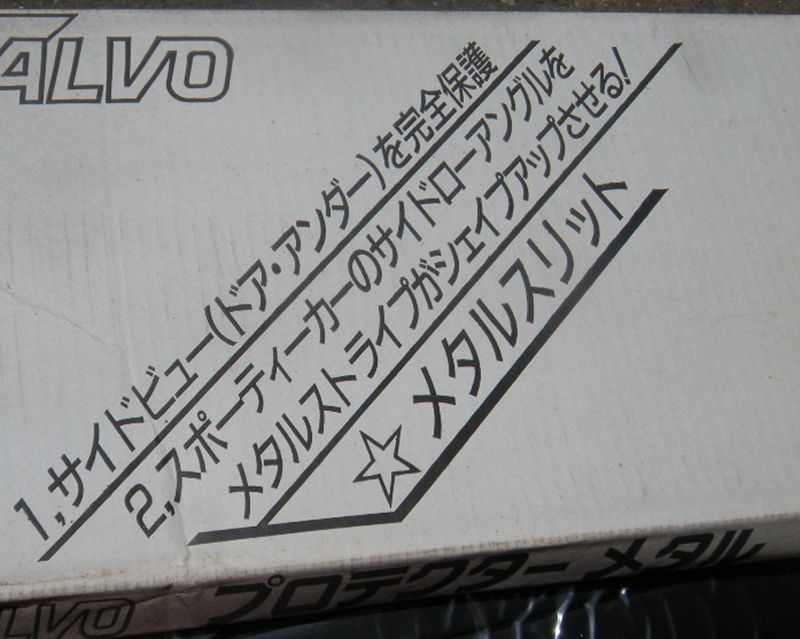 ALVO
1,サイドビュー(ドア・アンダー)を完全保護
2,スポーティーカーのサイドローアングルを
メタルストライプがシェイプアップさせる!
☆メタルスリット
ALVO プロテクター メタル